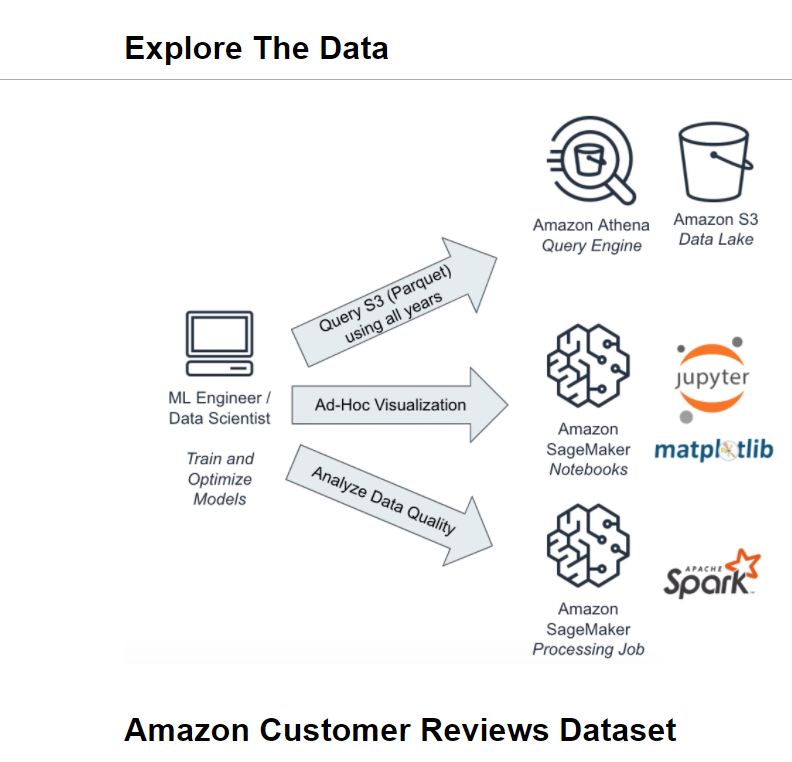 Explore The Data
Amazon Athena
Query Engine
Amazon S3
Data Lake
Query S3 (Parquet)
using all years
ML Engineer /
Data Scientist
Train and
Optimize
Models
Ad-Hoc Visualization
Amazon
SageMaker
Notebooks
jupyter
matplotlib
Analyze Data Quality
Amazon
SageMaker
Processing Job
APACHE
Spark™
Amazon Customer Reviews Dataset